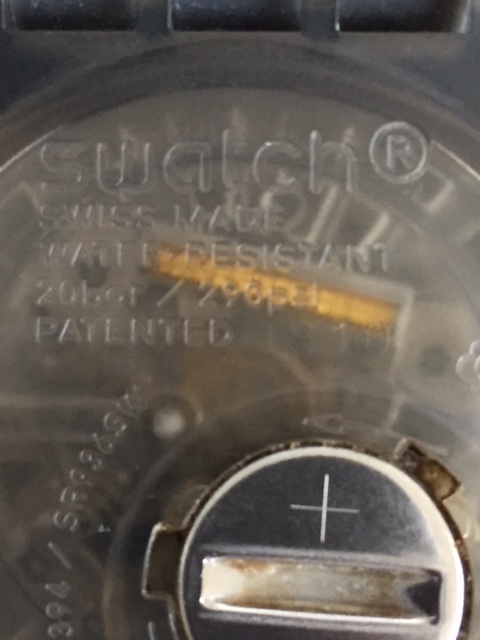 swatch®
SWISS MADE
WATER-RESISTANT
20bar / 290psi
PATENTED
394 / SR936SW
+